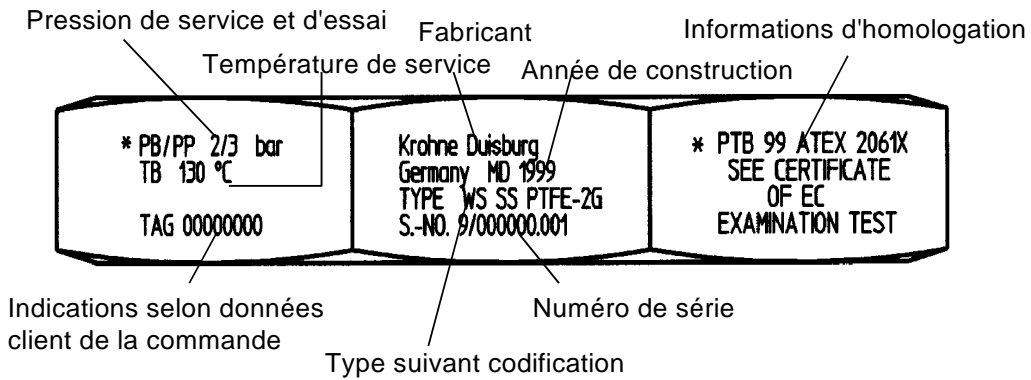 Pression de service et d'essai
Fabricant
Informations d'homologation
Température de service
Année de construction
* PB/PP 2/3 bar
TB 130 °C
TAG 00000000
Krohne Duisburg
Germany MD 1999
TYPE WS SS PTFE-2G
S.-NO. 9/000000.001
* PTB 99 ATEX 2061X
SEE CERTIFICATE
OF EC
EXAMINATION TEST
Indications selon données
client de la commande
Numéro de série
Type suivant codification